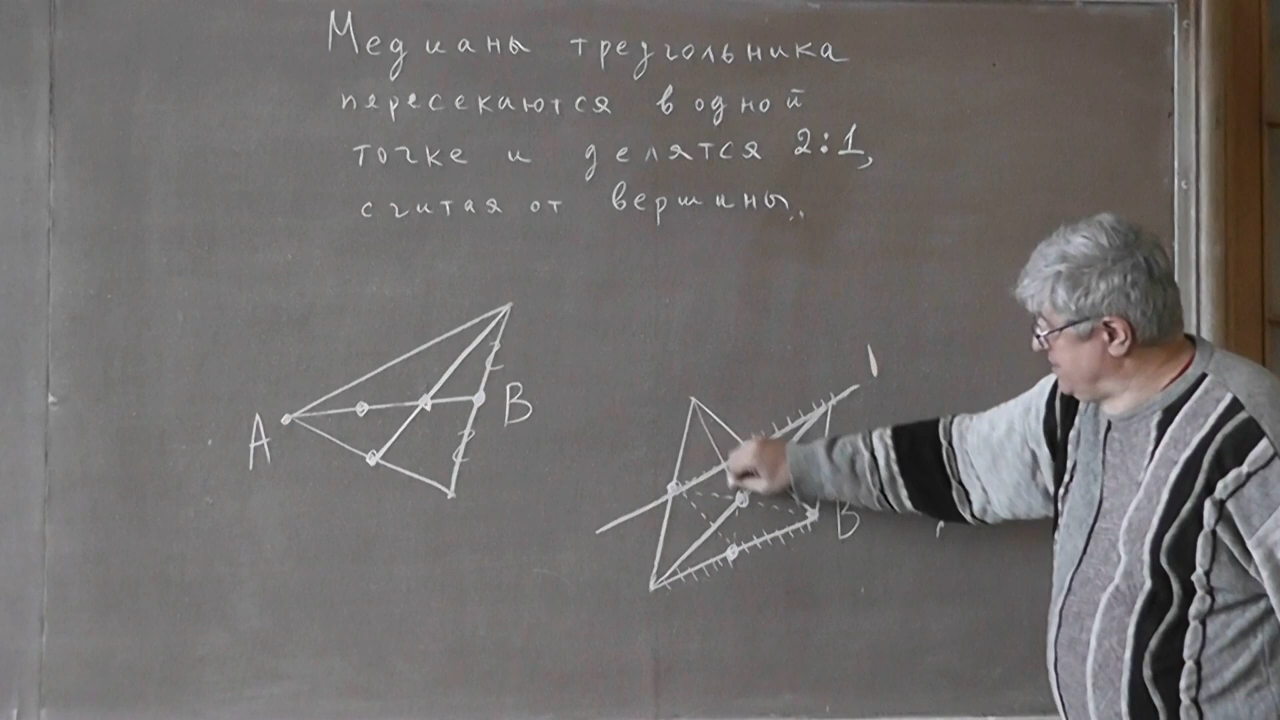 Медианы треугольника
пересекаются в одной
точке и делятся 2:1,
считая от вершины.
A B
l
B